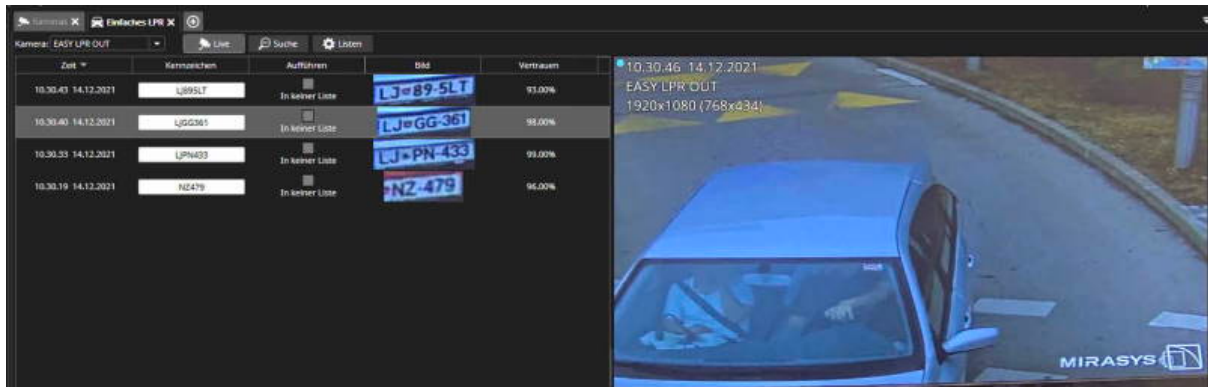 Kameras X Einfaches LPR X
Kamera: EASY LPR OUT Live Suche Listen
Zeit Kennzeichen Aufführen Bild Vertrauen
10.30.43 14.12.2021 LJ895LT In keiner Liste LJ 89-5LT 93.00%
10.30.40 14.12.2021 LJGG361 In keiner Liste LJ GG-361 98.00%
10.30.33 14.12.2021 LJPN433 In keiner Liste LJ PN-433 99.00%
10.30.19 14.12.2021 NZ479 In keiner Liste NZ-479 96.00%
10.30.46 14.12.2021
EASY LPR OUT
1920x1080 (768x434)
MIRASYS